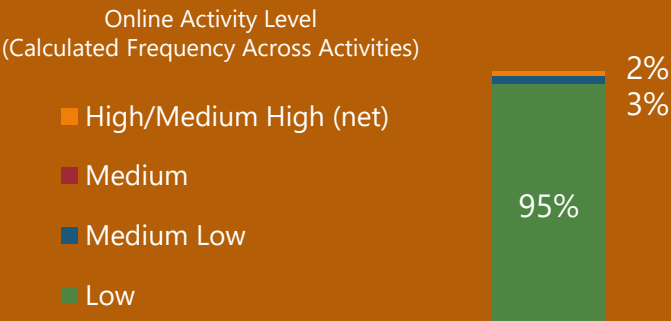 Online Activity Level
(Calculated Frequency Across Activities)
High/Medium High (net)
Medium
Medium Low
Low
2%
3%
95%